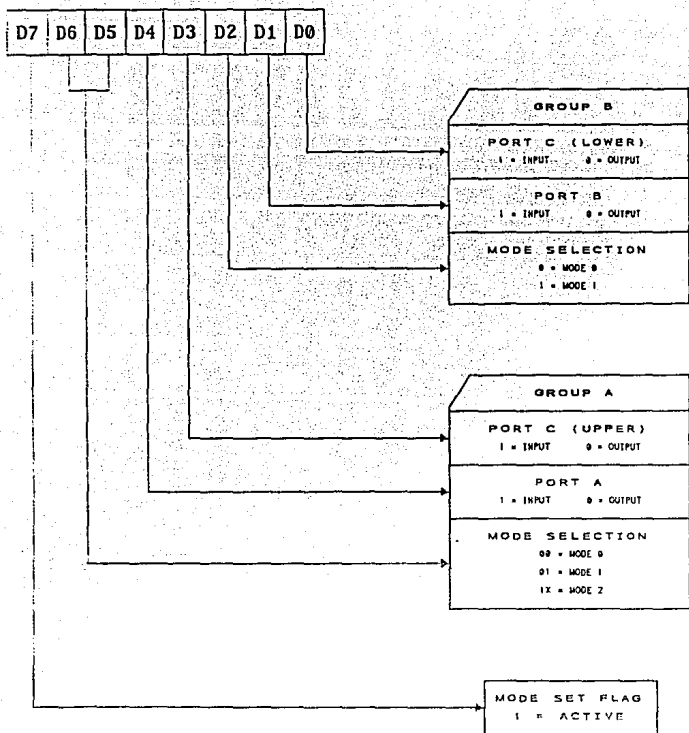 D7 D6 D5 D4 D3 D2 D1 D0
GROUP B
PORT C (LOWER)
1 = INPUT 0 = OUTPUT
PORT B
1 = INPUT 0 = OUTPUT
MODE SELECTION
0 = MODE 0
1 = MODE 1
GROUP A
PORT C (UPPER)
1 = INPUT 0 = OUTPUT
PORT A
1 = INPUT 0 = OUTPUT
MODE SELECTION
00 = MODE 0
01 = MODE 1
1X = MODE 2
MODE SET FLAG
1 = ACTIVE